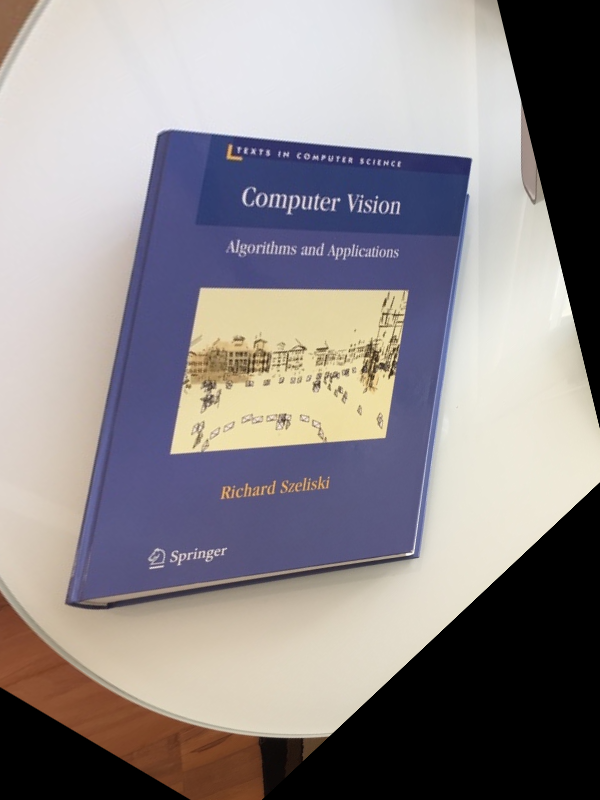 TEXTS IN COMPUTER SCIENCE
Computer Vision
Algorithms and Applications
Richard Szeliski
Springer